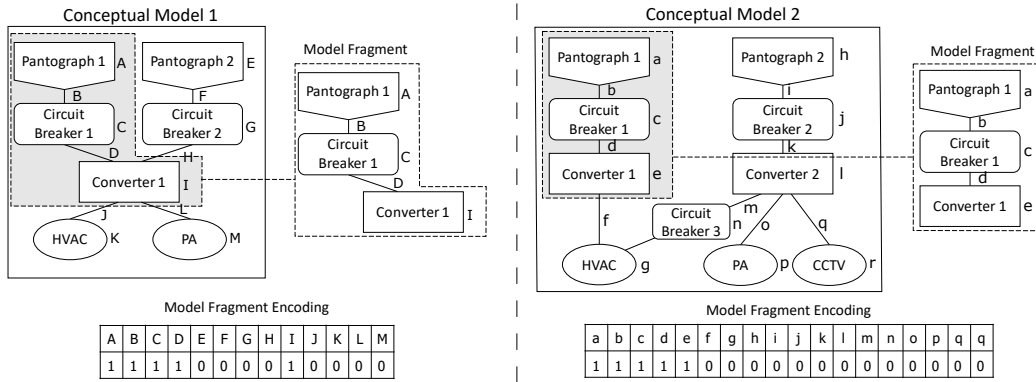 Conceptual Model 1
Pantograph 1
A
Pantograph 2
E
B
F
Circuit
Breaker 1
C
Circuit
Breaker 2
G
D
H
Converter 1
I
J
L
HVAC
K
PA
M
Model Fragment
Pantograph 1
A
B
Circuit
Breaker 1
C
D
Converter 1
I
Model Fragment Encoding
A B C D E F G H I J K L M
1 1 1 1 0 0 0 0 1 0 0 0 0
Conceptual Model 2
Pantograph 1
a
Pantograph 2
h
b
i
Circuit
Breaker 1
c
Circuit
Breaker 2
j
d
k
Converter 1
e
Converter 2
l
f
m
Circuit
Breaker 3
n
o
q
HVAC
g
PA
p
CCTV
r
Model Fragment
Pantograph 1
a
b
Circuit
Breaker 1
c
d
Converter 1
e
Model Fragment Encoding
a b c d e f g h i j k l m n o p q q
1 1 1 1 1 0 0 0 0 0 0 0 0 0 0 0 0 0